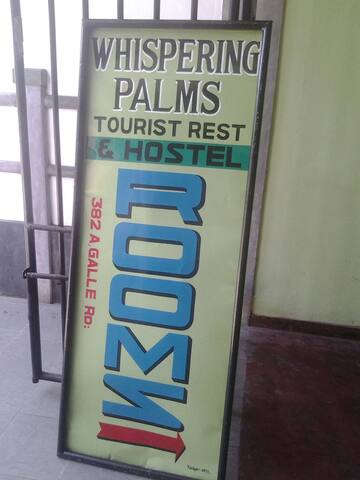 WHISPERING
PALMS
TOURIST REST
& HOSTEL
ROOMS
382 A, GALLE RD: